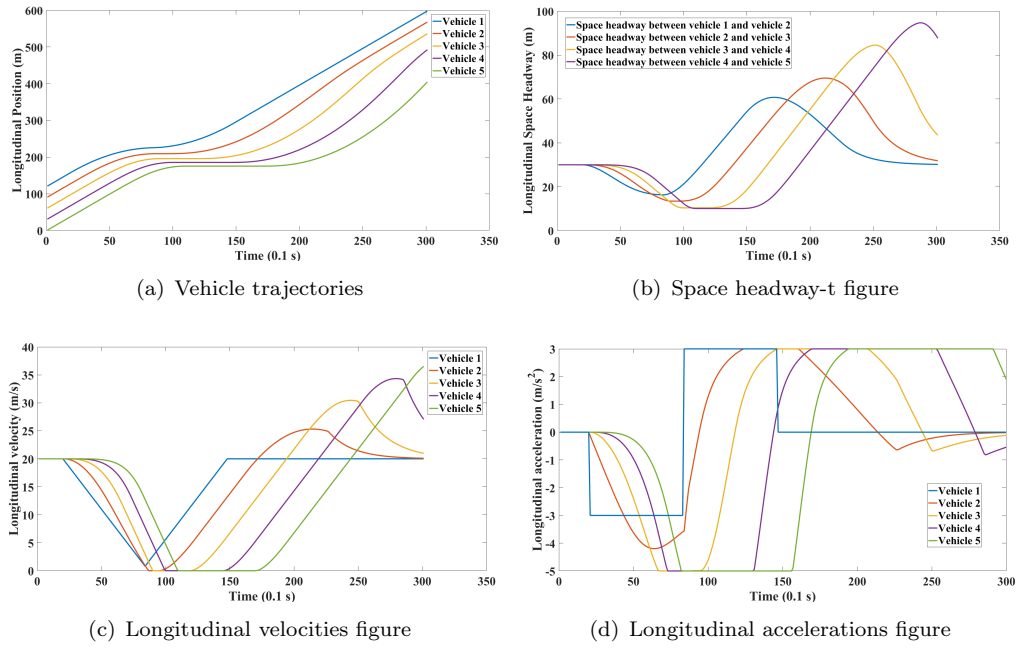 Longitudinal Position (m)
600
500
400
300
200
100
0
0 50 100 150 200 250 300 350
Time (0.1 s)
Vehicle 1
Vehicle 2
Vehicle 3
Vehicle 4
Vehicle 5
(a) Vehicle trajectories
Longitudinal Space Headway (m)
100
80
60
40
20
0
0 50 100 150 200 250 300 350
Time (0.1 s)
Space headway between vehicle 1 and vehicle 2
Space headway between vehicle 2 and vehicle 3
Space headway between vehicle 3 and vehicle 4
Space headway between vehicle 4 and vehicle 5
(b) Space headway-t figure
Longitudinal velocity (m/s)
40
35
30
25
20
15
10
5
0
0 50 100 150 200 250 300 350
Time (0.1 s)
Vehicle 1
Vehicle 2
Vehicle 3
Vehicle 4
Vehicle 5
(c) Longitudinal velocities figure
Longitudinal acceleration (m/s²)
3
2
1
0
-1
-2
-3
-4
-5
0 50 100 150 200 250 300
Time (0.1 s)
Vehicle 1
Vehicle 2
Vehicle 3
Vehicle 4
Vehicle 5
(d) Longitudinal accelerations figure